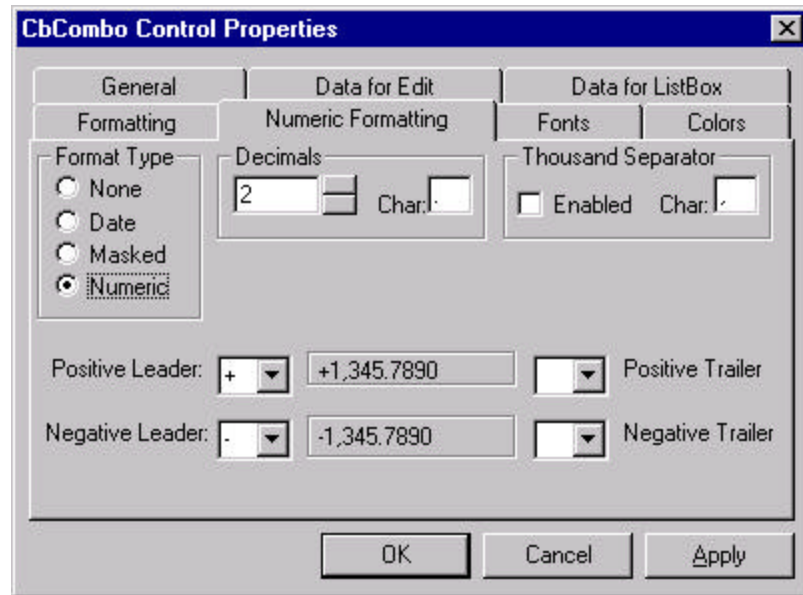 CbCombo Control Properties
General Data for Edit Data for ListBox
Formatting Numeric Formatting Fonts Colors
Format Type Decimals Thousand Separator
None 2 Char: . Enabled Char: ,
Date
Masked
Numeric
Positive Leader: + +1,345.7890 Positive Trailer
Negative Leader: - -1,345.7890 Negative Trailer
OK Cancel Apply